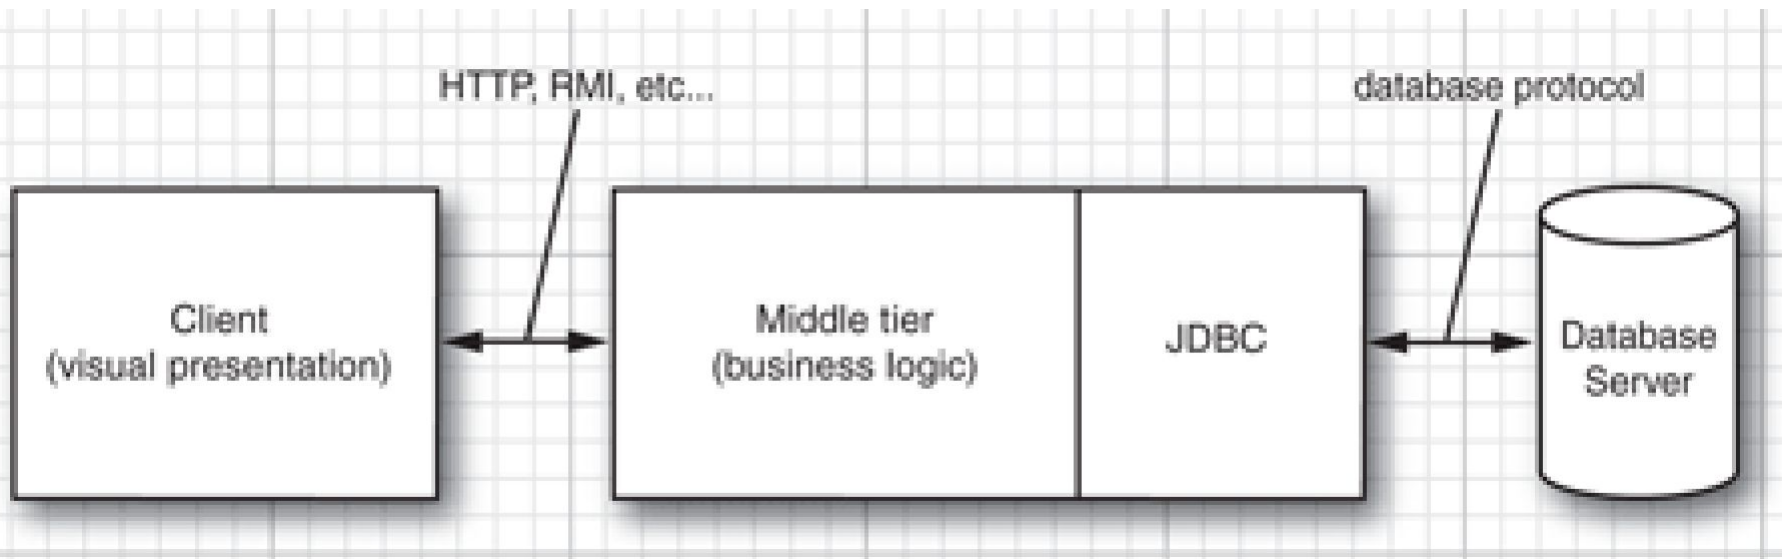 HTTP, RMI, etc...
database protocol
Client
(visual presentation)
Middle tier
(business logic)
JDBC
Database
Server